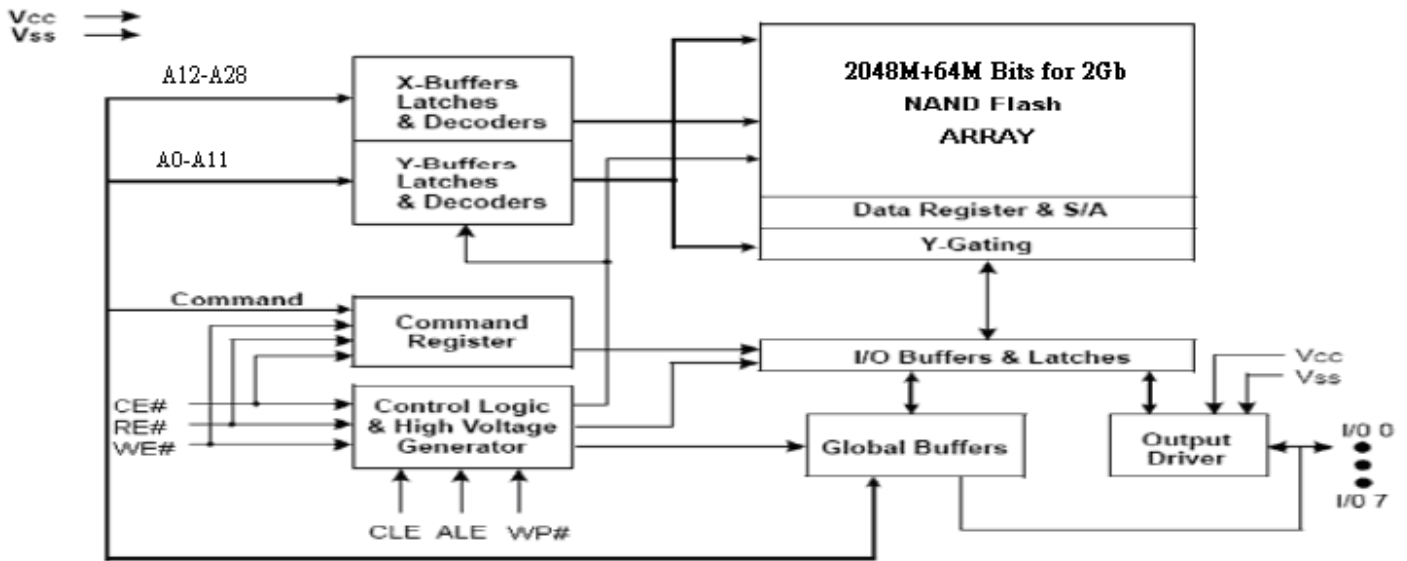 Vcc
Vss
A12-A28
X-Buffers
Latches
& Decoders
A0-A11
Y-Buffers
Latches
& Decoders
2048M+64M Bits for 2Gb
NAND Flash
ARRAY
Data Register & S/A
Y-Gating
Command
Command
Register
I/O Buffers & Latches
Vcc
Vss
CE#
RE#
WE#
Control Logic
& High Voltage
Generator
Global Buffers
Output
Driver
I/O 0
I/O 7
CLE ALE WP#